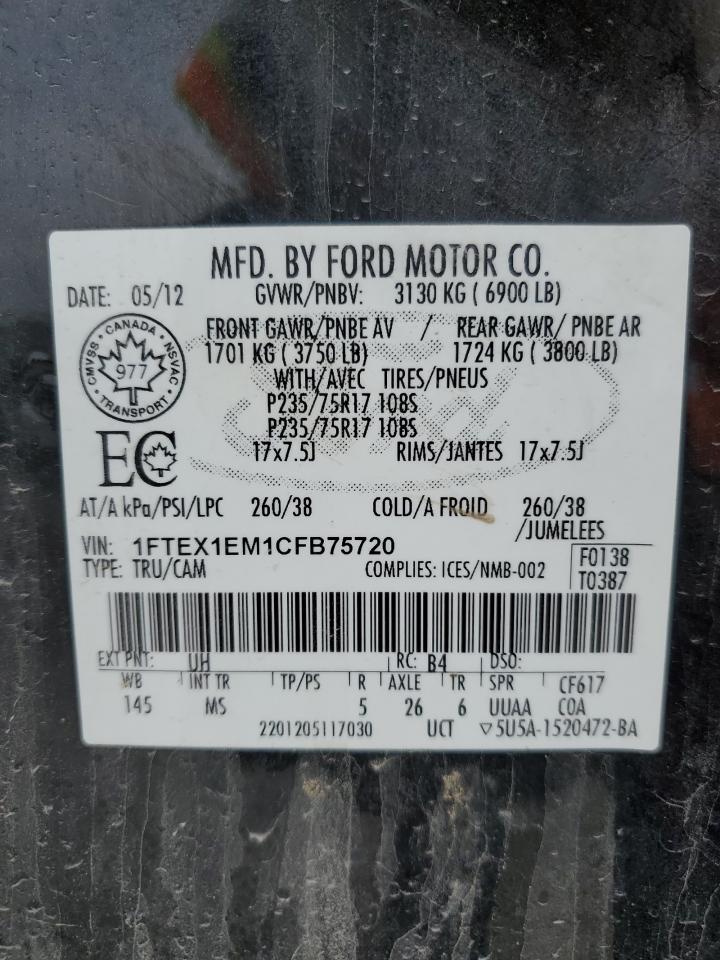 MFD. BY FORD MOTOR CO.
DATE: 05/12 GVWR/PNBV: 3130 KG ( 6900 LB)
FRONT GAWR/PNBE AV / REAR GAWR/ PNBE AR
1701 KG ( 3750 LB) 1724 KG ( 3800 LB)
WITH/AVEC TIRES/PNEUS
P235/75R17 108S
P235/75R17 108S
17x7.5J RIMS/JANTES 17x7.5J
CANADA
CMVSS · NSVAC
977
TRANSPORT
EC
AT/A kPa/PSI/LPC 260/38 COLD/A FROID 260/38
/JUMELEES
VIN: 1FTEX1EM1CFB75720
TYPE: TRU/CAM COMPLIES: ICES/NMB-002
F0138
T0387
EXT PNT: UH RC: B4 DSO:
WB INT TR TP/PS R AXLE TR SPR CF617
145 MS 5 26 6 UUAA COA
2201205117030 UCT ▽5U5A-1520472-BA